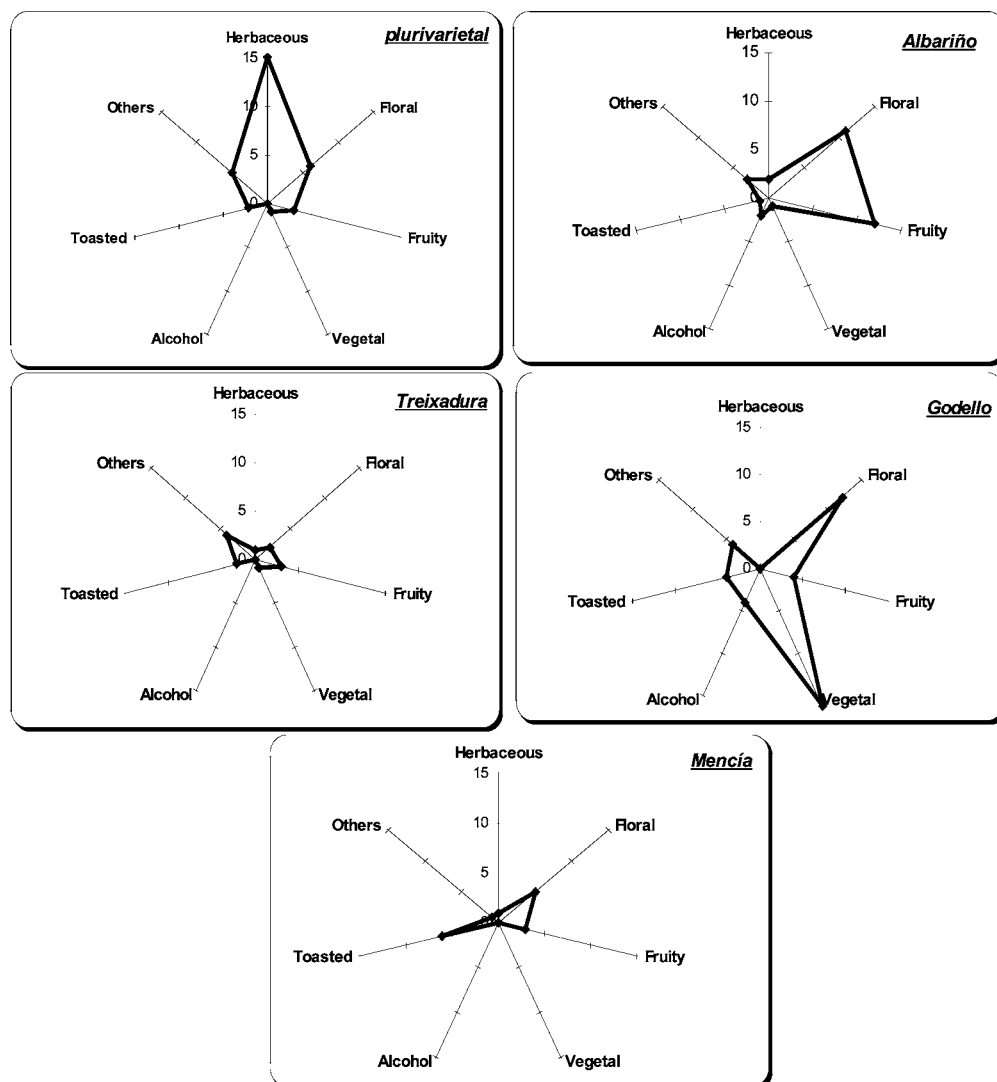 plurivarietal
Herbaceous
15
10
5
0
Others
Floral
Toasted
Fruity
Alcohol
Vegetal
Albariño
Herbaceous
15
10
5
0
Others
Floral
Toasted
Fruity
Alcohol
Vegetal
Treixadura
Herbaceous
15
10
5
0
Others
Floral
Toasted
Fruity
Alcohol
Vegetal
Godello
Herbaceous
15
10
5
0
Others
Floral
Toasted
Fruity
Alcohol
Vegetal
Mencía
Herbaceous
15
10
5
0
Others
Floral
Toasted
Fruity
Alcohol
Vegetal